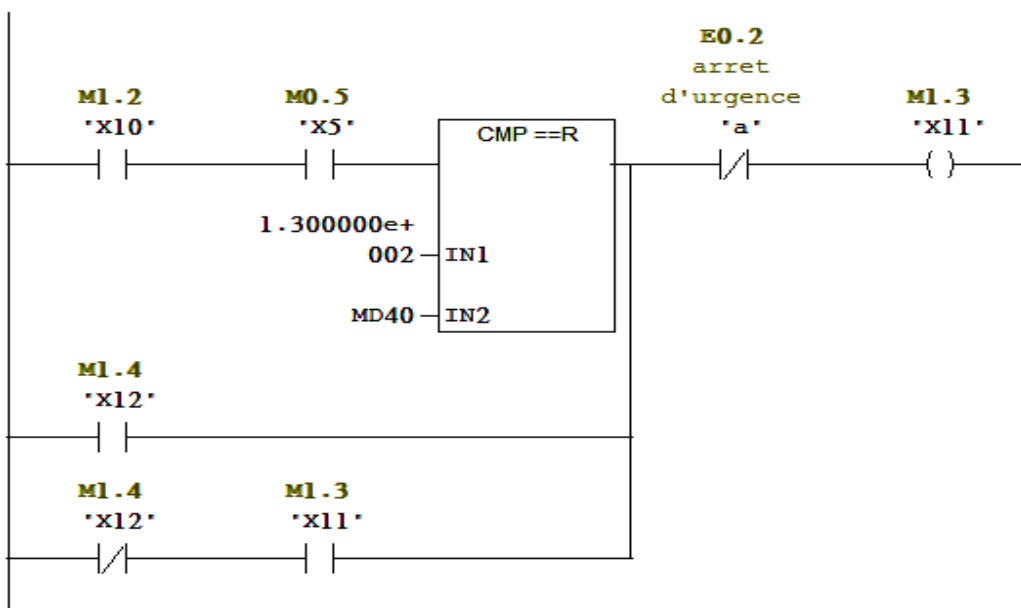 E0.2
arret
d'urgence
"a"
M1.2
"X10"
M0.5
"X5"
CMP ==R
M1.3
"X11"
1.300000e+
002
IN1
MD40
IN2
M1.4
"X12"
M1.4
"X12"
M1.3
"X11"